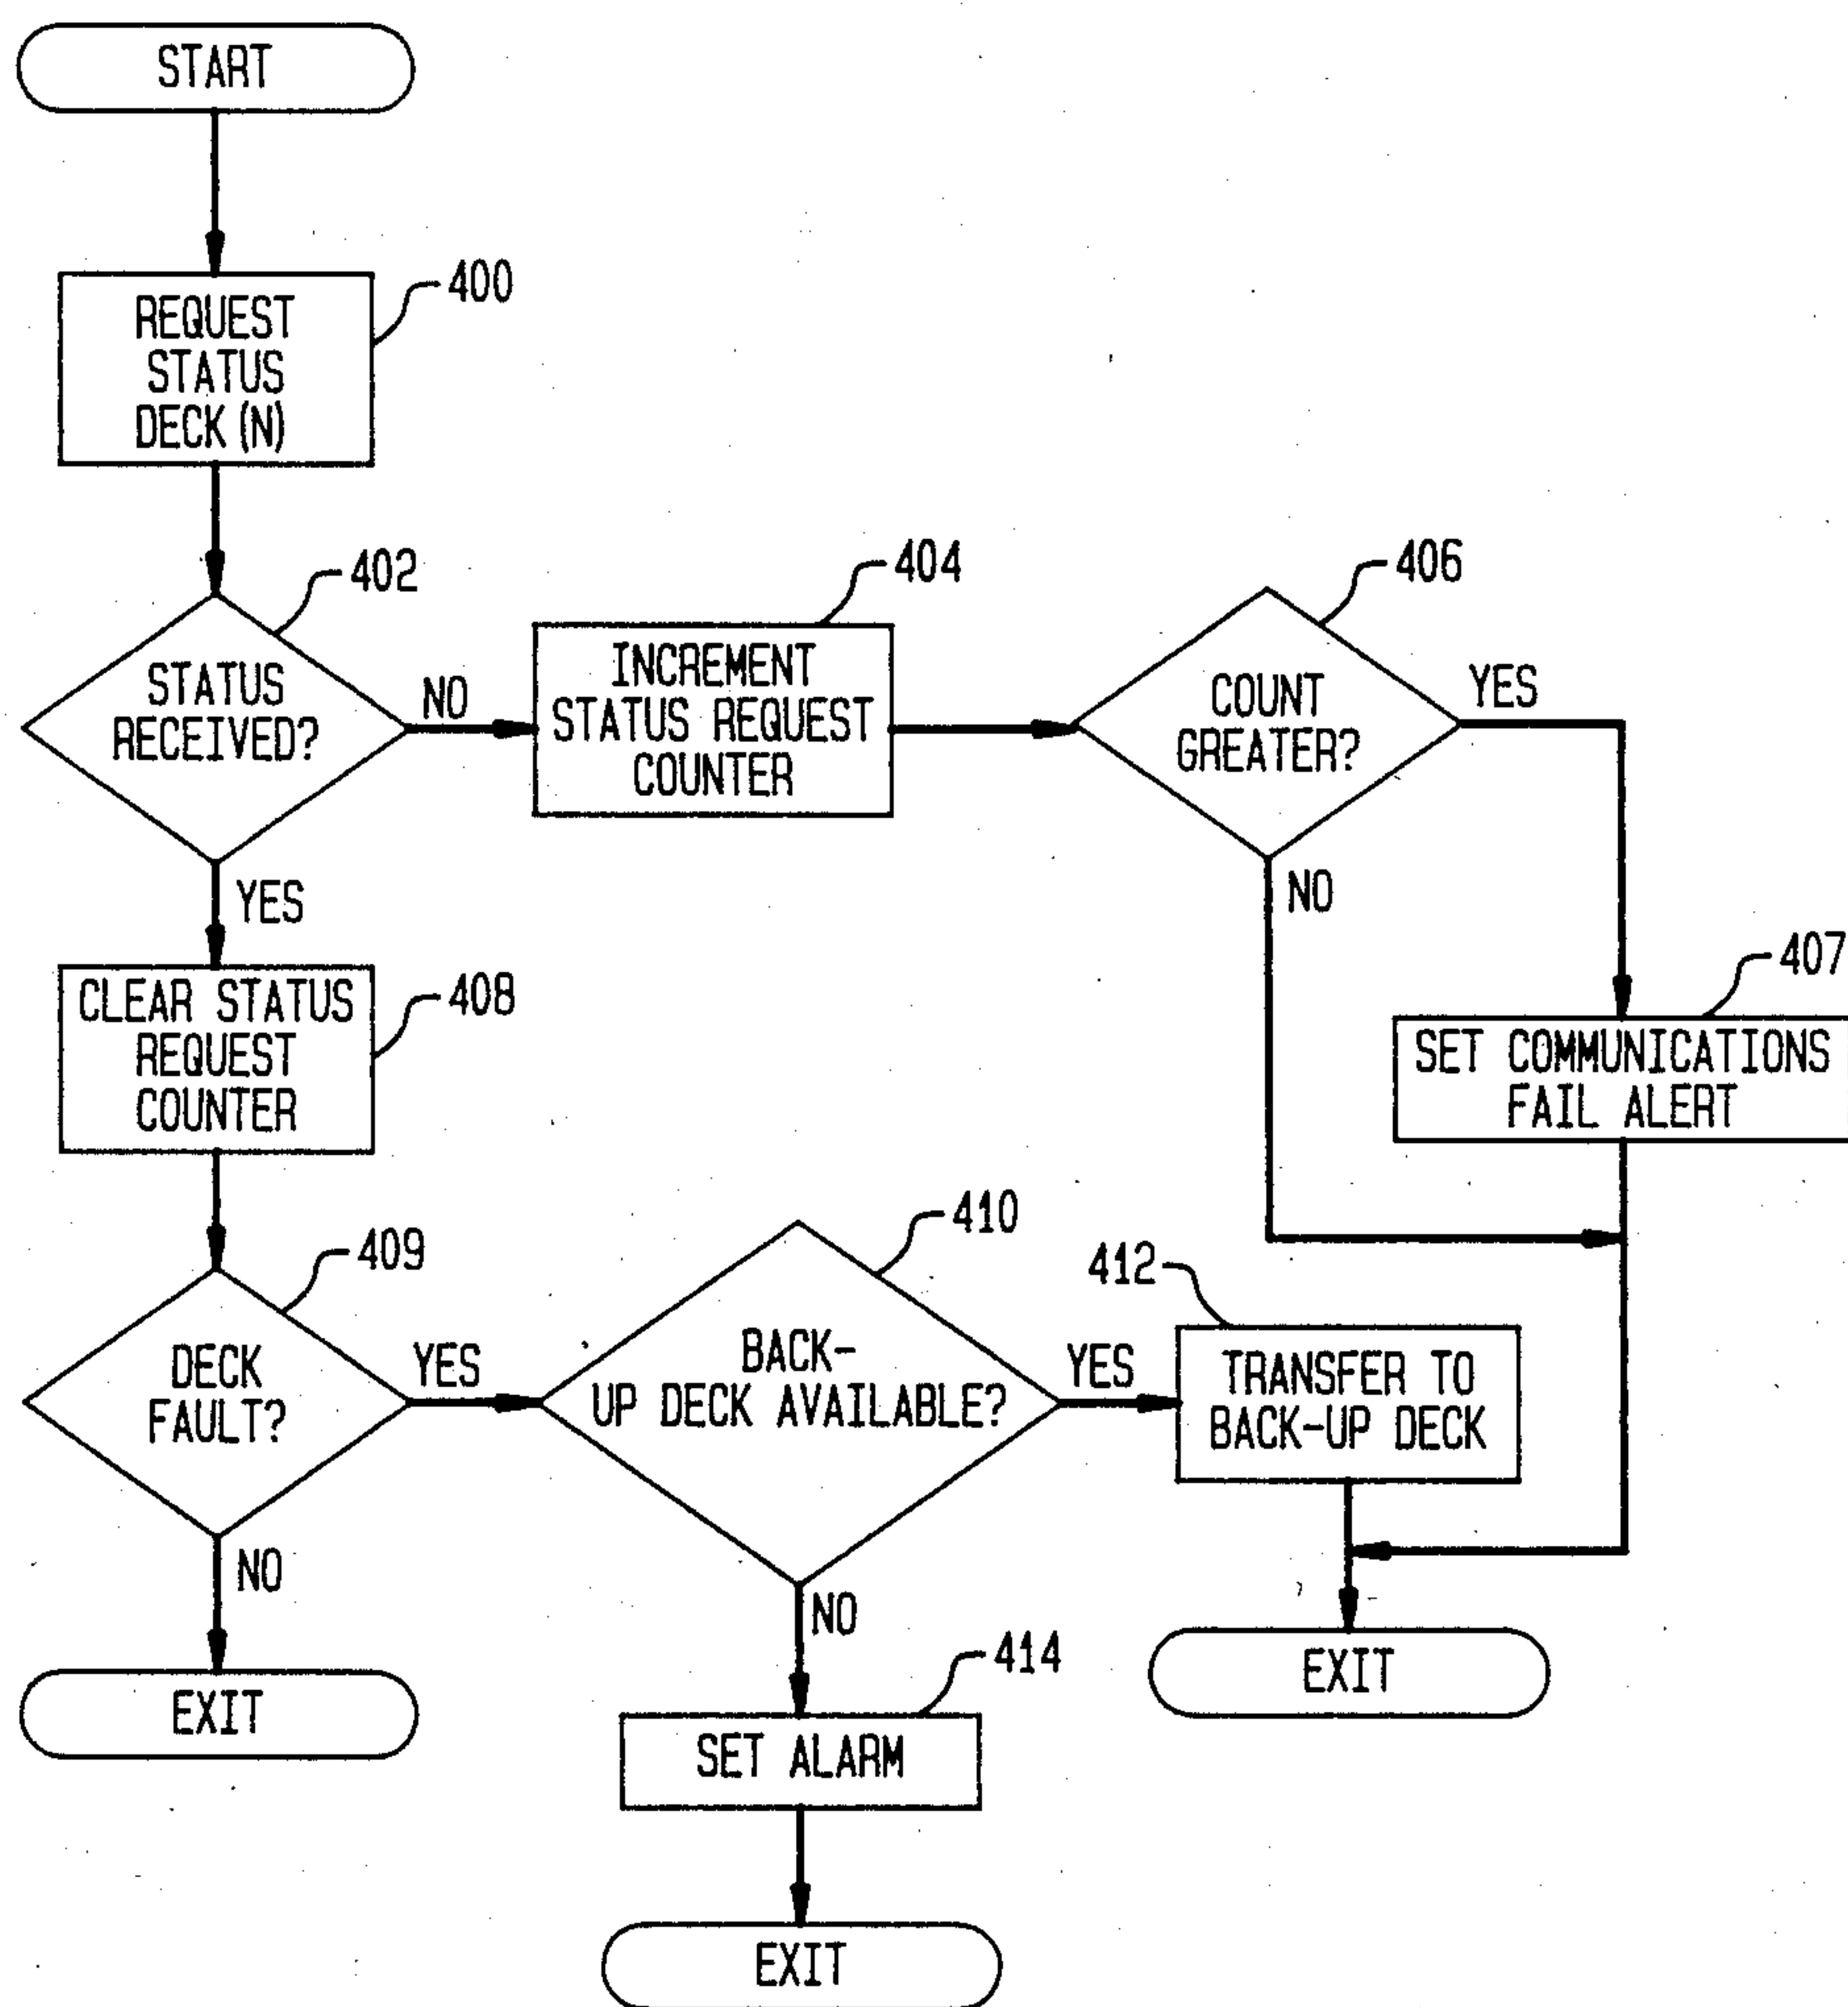 START
400
REQUEST
STATUS
DECK (N)
402
STATUS
RECEIVED?
NO
YES
404
INCREMENT
STATUS REQUEST
COUNTER
406
COUNT
GREATER?
YES
NO
407
SET COMMUNICATIONS
FAIL ALERT
408
CLEAR STATUS
REQUEST
COUNTER
409
DECK
FAULT?
YES
NO
EXIT
410
BACK-
UP DECK AVAILABLE?
YES
NO
412
TRANSFER TO
BACK-UP DECK
EXIT
414
SET ALARM
EXIT